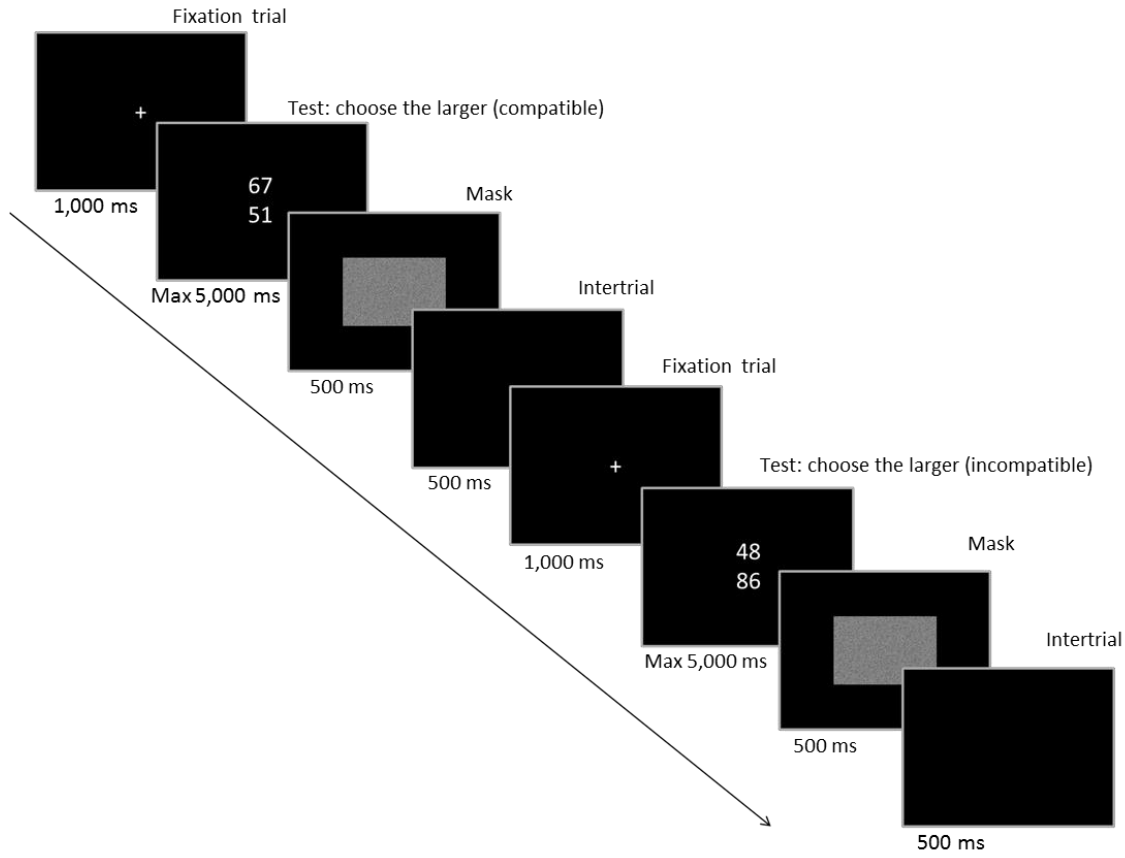 Fixation trial
+
1,000 ms
Test: choose the larger (compatible)
67
51
Max 5,000 ms
Mask
500 ms
Intertrial
500 ms
Fixation trial
+
1,000 ms
Test: choose the larger (incompatible)
48
86
Max 5,000 ms
Mask
500 ms
Intertrial
500 ms